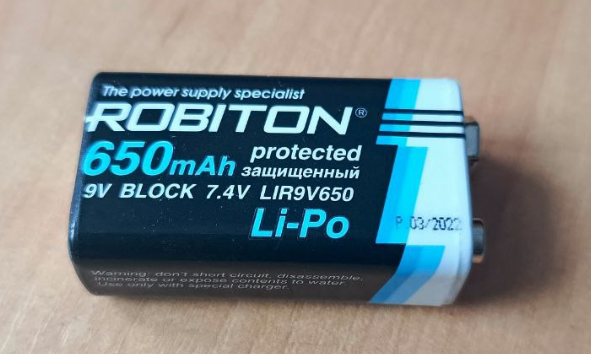 The power supply specialist
ROBITON®
650mAh protected
защищенный
9V BLOCK 7.4V LIR9V650
Li-Po
P 03/2022
Warning: don't short circuit, disassemble,
incinerate or expose contents to water.
Use only with special charger.